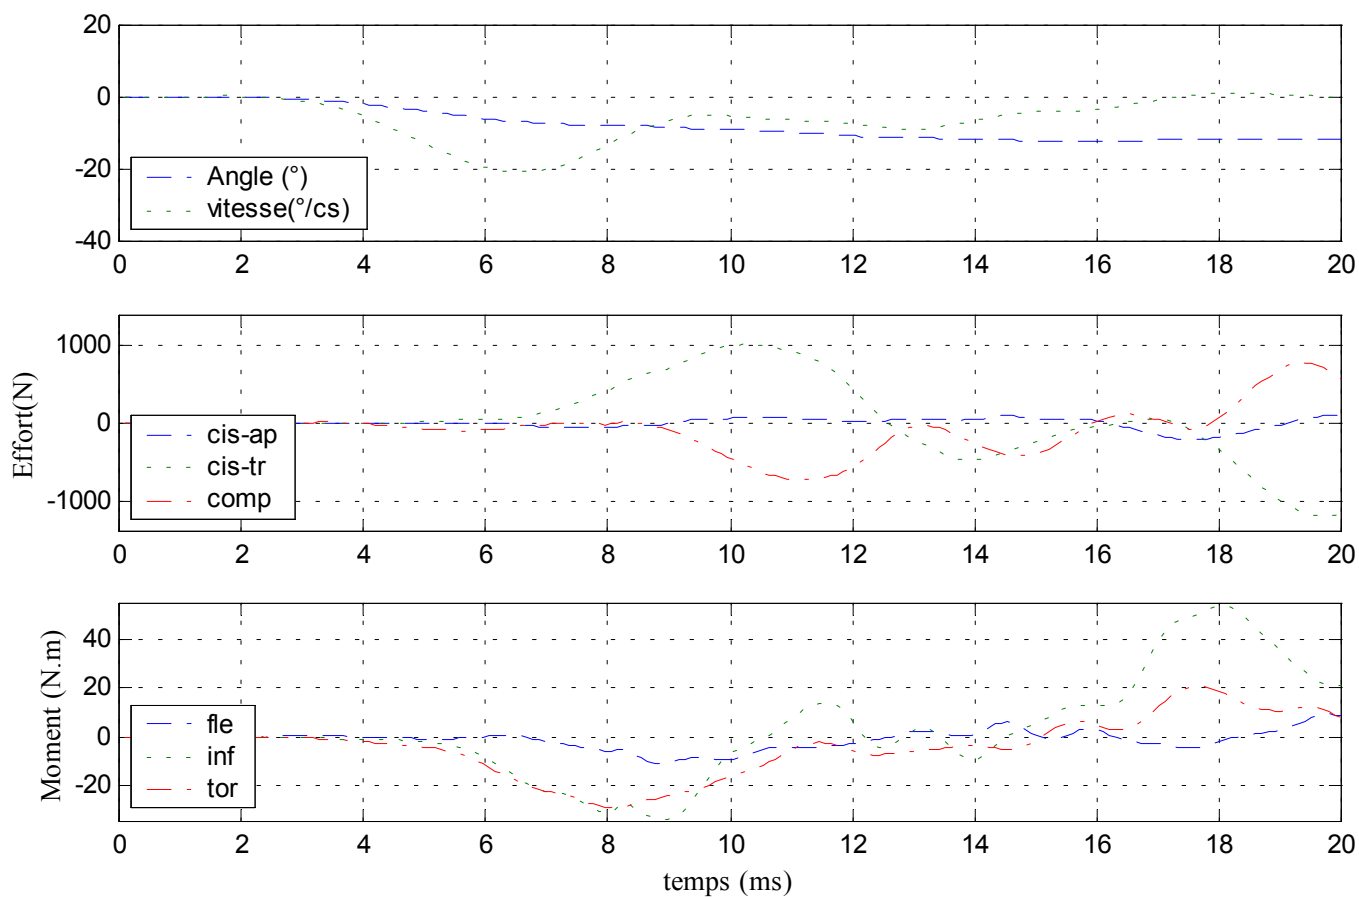 20
0
-20
-40
Angle (°)
vitesse(°/cs)
0 2 4 6 8 10 12 14 16 18 20
Effort(N)
1000
0
-1000
cis-ap
cis-tr
comp
0 2 4 6 8 10 12 14 16 18 20
Moment (N.m)
40
20
0
-20
fle
inf
tor
0 2 4 6 8 10 12 14 16 18 20
temps (ms)